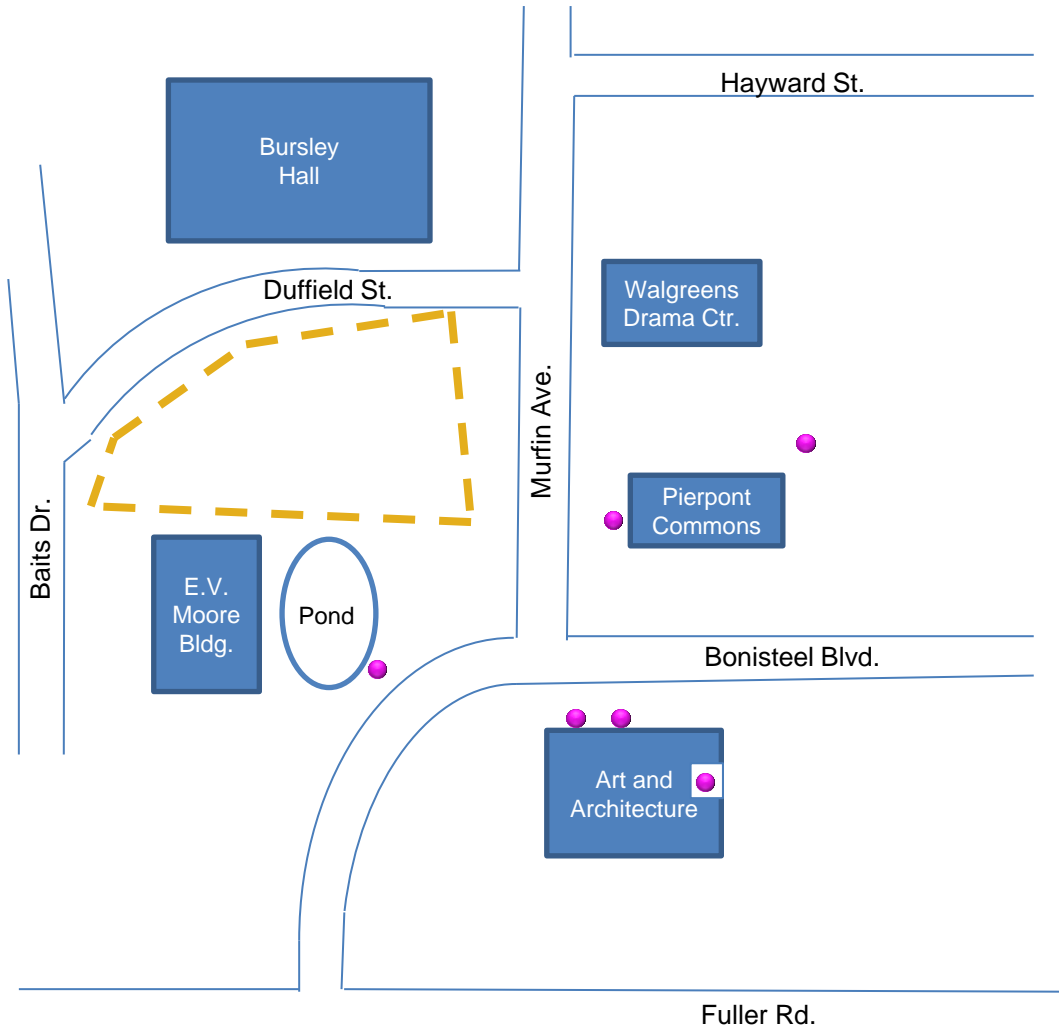 Hayward St.
Bursley
Hall
Duffield St.
Walgreens
Drama Ctr.
Murfin Ave.
Pierpont
Commons
Baits Dr.
E.V.
Moore
Bldg.
Pond
Bonisteel Blvd.
Art and
Architecture
Fuller Rd.